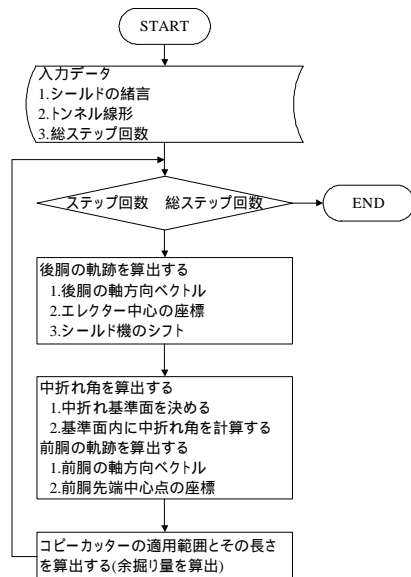 START
入力データ
1.シールドの緒言
2.トンネル線形
3.総ステップ回数
ステップ回数　総ステップ回数
END
後胴の軌跡を算出する
1.後胴の軸方向ベクトル
2.エレクター中心の座標
3.シールド機のシフト
中折れ角を算出する
1.中折れ基準面を決める
2.基準面内に中折れ角を計算する
前胴の軌跡を算出する
1.前胴の軸方向ベクトル
2.前胴先端中心点の座標
コピーカッターの適用範囲とその長さ
を算出する(余掘り量を算出)